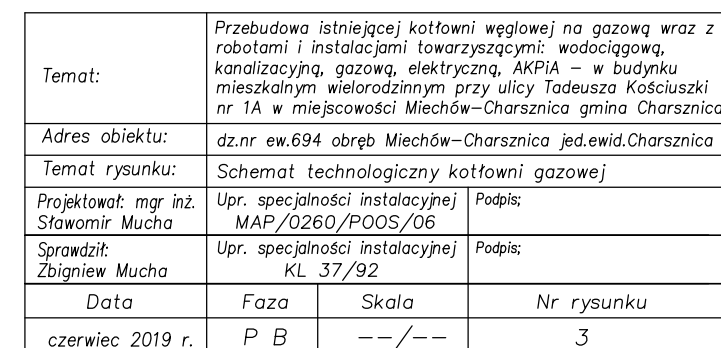 Temat:
Przebudowa istniejącej kotłowni węglowej na gazową wraz z
robotami i instalacjami towarzyszącymi: wodociągową,
kanalizacyjną, gazową, elektryczną, AKPiA – w budynku
mieszkalnym wielorodzinnym przy ulicy Tadeusza Kościuszki
nr 1A w miejscowości Miechów–Charsznica gmina Charsznica
Adres obiektu:
dz.nr ew.694 obręb Miechów–Charsznica jed.ewid.Charsznica
Temat rysunku:
Schemat technologiczny kotłowni gazowej
Projektował: mgr inż.
Sławomir Mucha
Upr. specjalności instalacyjnej
MAP/0260/POOS/06
Podpis;
Sprawdził:
Zbigniew Mucha
Upr. specjalności instalacyjnej
KL 37/92
Podpis;
Data Faza Skala Nr rysunku
czerwiec 2019 r. P B --/-- 3